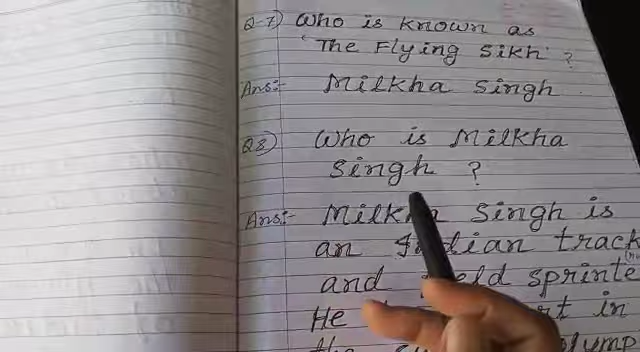 Q-7) Who is known as
'The Flying Sikh'?
Ans:- Milkha Singh
Q8) Who is Milkha
Singh ?
Ans:- Milkha Singh is
an Indian track
and field
He in
the